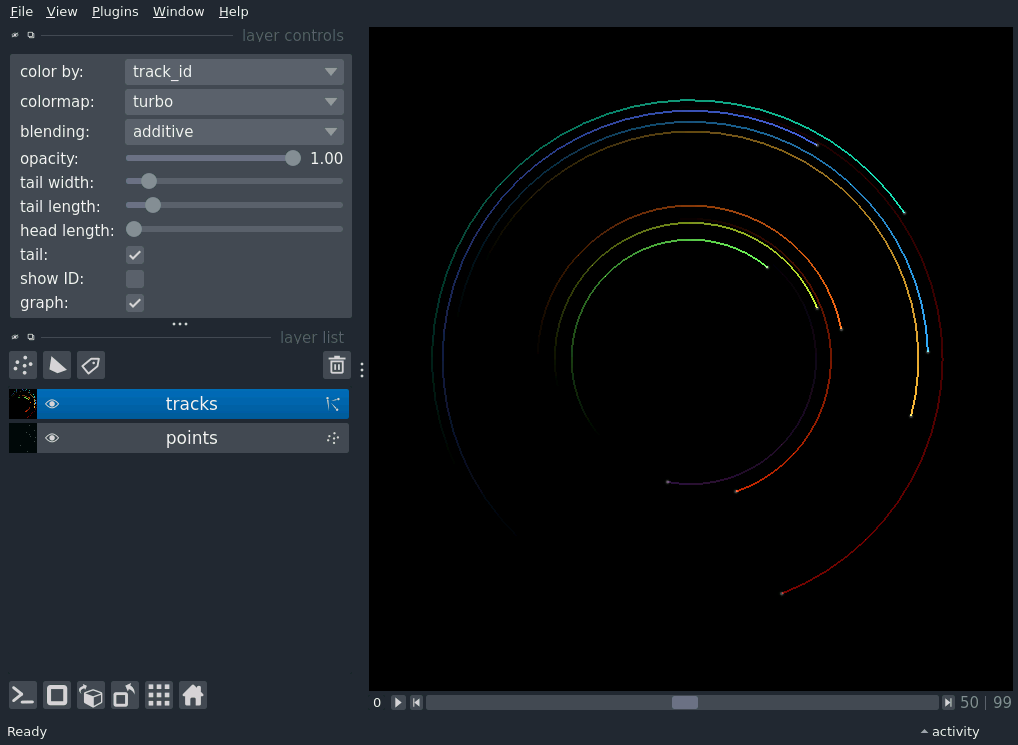 File View Plugins Window Help
layer controls
color by: track_id
colormap: turbo
blending: additive
opacity: 1.00
tail width:
tail length:
head length:
tail:
show ID:
graph:
layer list
tracks
points
0 50 | 99
Ready activity